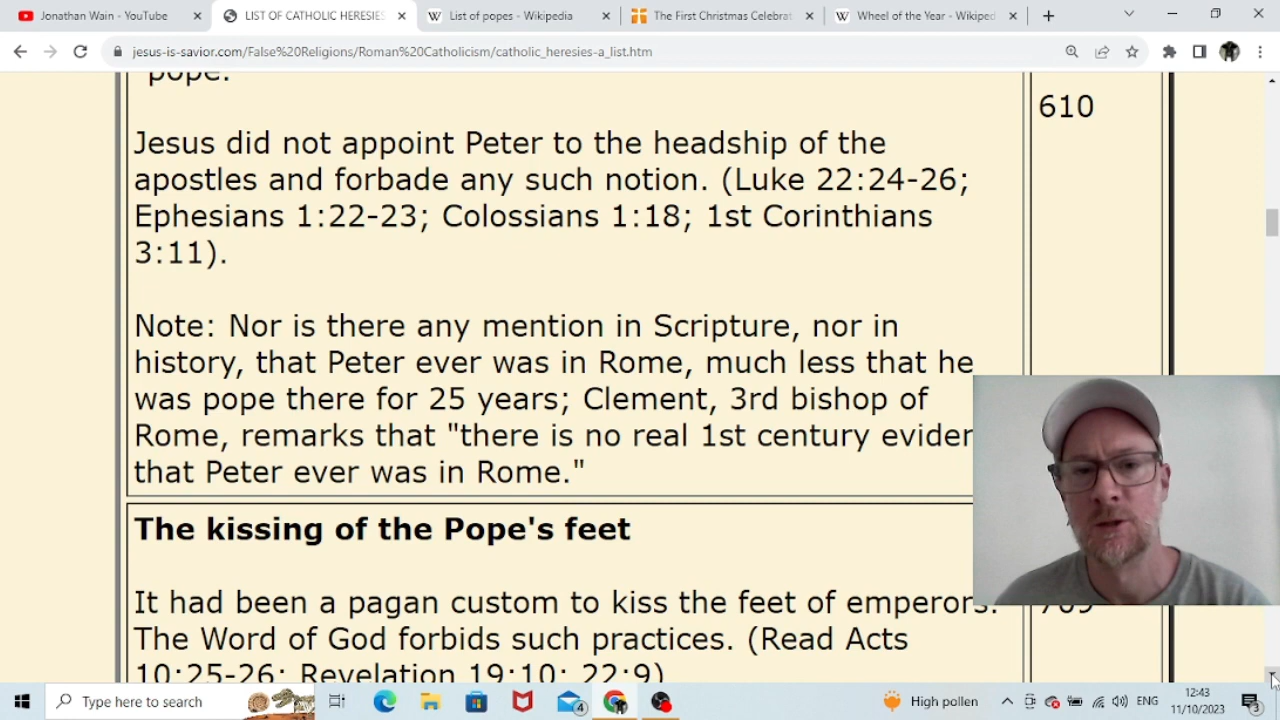 Jonathan Wain - YouTube
LIST OF CATHOLIC HERESIES
List of popes - Wikipedia
The First Christmas Celebrat
Wheel of the Year - Wikiped
jesus-is-savior.com/False%20Religions/Roman%20Catholicism/catholic_heresies-a_list.htm
pope.
610
Jesus did not appoint Peter to the headship of the
apostles and forbade any such notion. (Luke 22:24-26;
Ephesians 1:22-23; Colossians 1:18; 1st Corinthians
3:11).
Note: Nor is there any mention in Scripture, nor in
history, that Peter ever was in Rome, much less that he
was pope there for 25 years; Clement, 3rd bishop of
Rome, remarks that "there is no real 1st century eviden
that Peter ever was in Rome."
The kissing of the Pope's feet
It had been a pagan custom to kiss the feet of emperors.
The Word of God forbids such practices. (Read Acts
10:25-26; Revelation 19:10; 22:9)
Type here to search
4
High pollen
ENG
12:43
11/10/2023
3